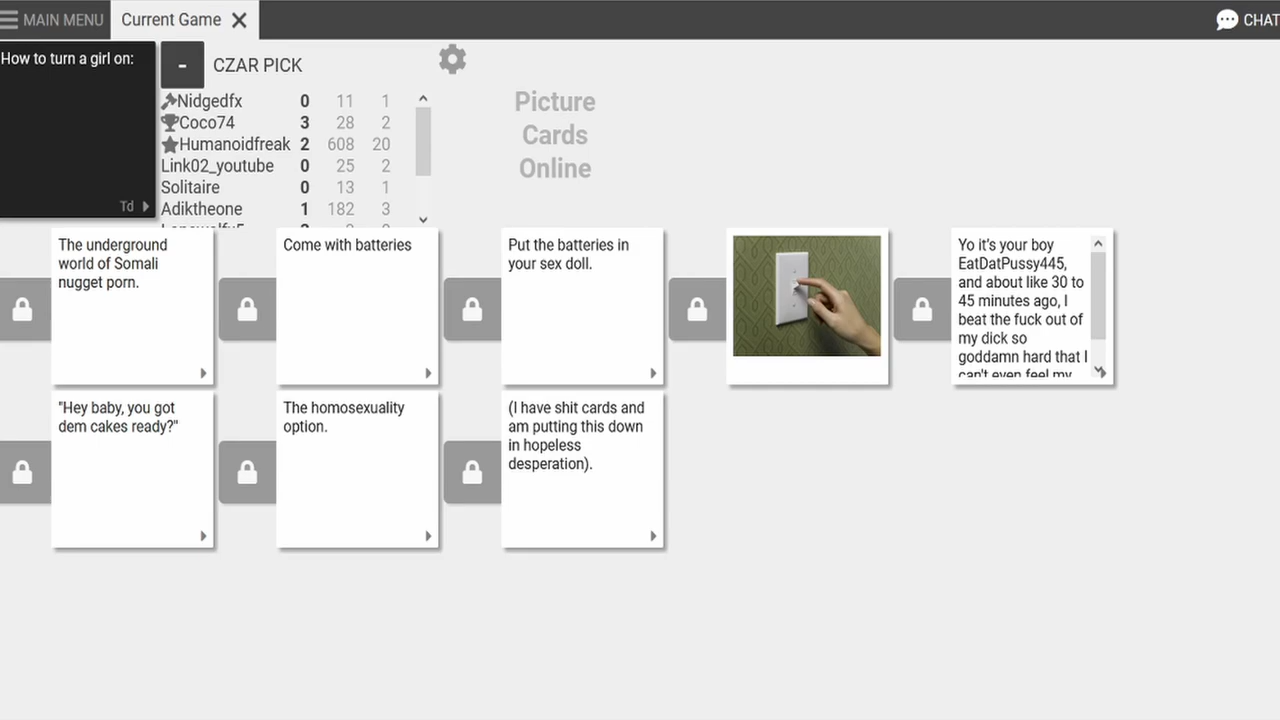 MAIN MENU
Current Game
CHAT
How to turn a girl on:
Td
-
CZAR PICK
Nidgedfx 0 11 1
Coco74 3 28 2
Humanoidfreak 2 608 20
Link02_youtube 0 25 2
Solitaire 0 13 1
Adiktheone 1 182 3
Picture
Cards
Online
The underground
world of Somali
nugget porn.
Come with batteries
Put the batteries in
your sex doll.
Yo it's your boy
EatDatPussy445,
and about like 30 to
45 minutes ago, I
beat the fuck out of
my dick so
goddamn hard that I
can't even feel my
"Hey baby, you got
dem cakes ready?"
The homosexuality
option.
(I have shit cards and
am putting this down
in hopeless
desperation).